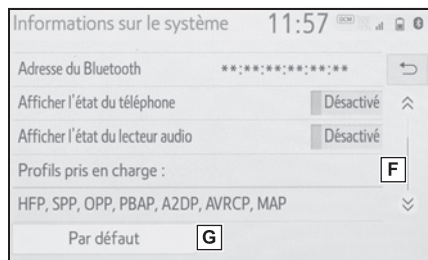 Informations sur le système 11:57 DCM
Adresse du Bluetooth **:**:**:**:**:**
Afficher l'état du téléphone Désactivé
Afficher l'état du lecteur audio Désactivé
Profils pris en charge :
F
HFP, SPP, OPP, PBAP, A2DP, AVRCP, MAP
Par défaut G